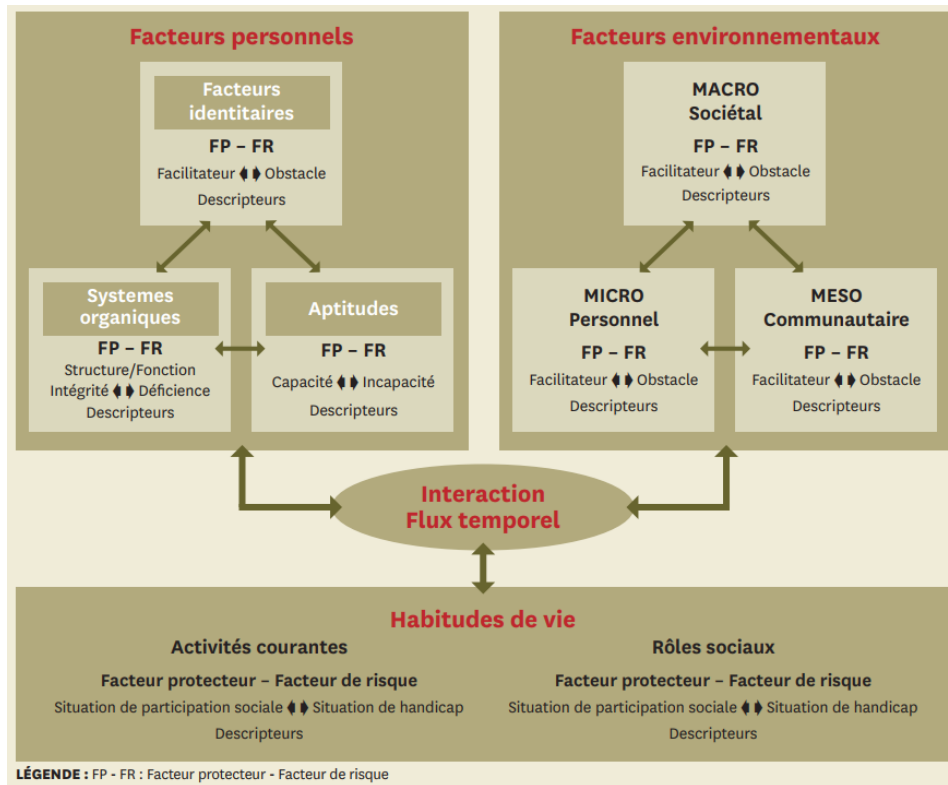 Facteurs personnels
Facteurs
identitaires
FP – FR
Facilitateur Obstacle
Descripteurs
Systemes
organiques
FP – FR
Structure/Fonction
Intégrité Déficience
Descripteurs
Aptitudes
FP – FR
Capacité Incapacité
Descripteurs
Facteurs environnementaux
MACRO
Sociétal
FP – FR
Facilitateur Obstacle
Descripteurs
MICRO
Personnel
FP – FR
Facilitateur Obstacle
Descripteurs
MESO
Communautaire
FP – FR
Facilitateur Obstacle
Descripteurs
Interaction
Flux temporel
Habitudes de vie
Activités courantes
Facteur protecteur – Facteur de risque
Situation de participation sociale Situation de handicap
Descripteurs
Rôles sociaux
Facteur protecteur – Facteur de risque
Situation de participation sociale Situation de handicap
Descripteurs
LÉGENDE : FP - FR : Facteur protecteur - Facteur de risque